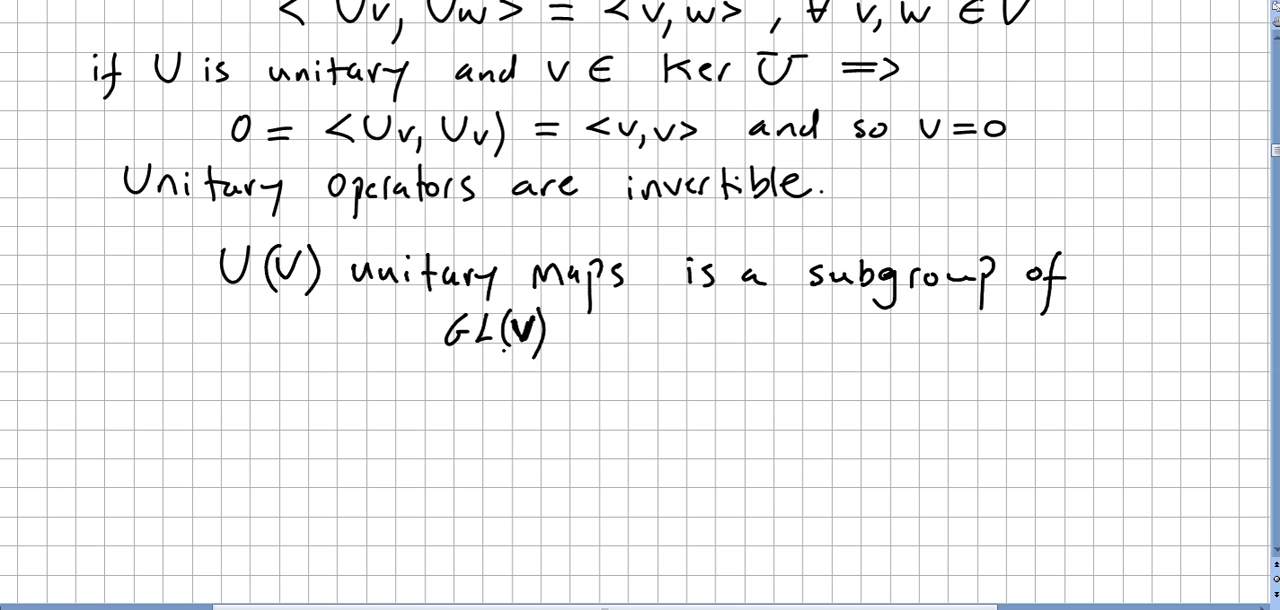 < Uv, Uw > = < v, w > , ∀ v, w ∈ V
if U is unitary and v ∈ Ker U =>
0 = <Uv, Uv) = <v,v> and so v=0
Unitary operators are invertible.
U(V) unitary maps is a subgroup of
GL(V)